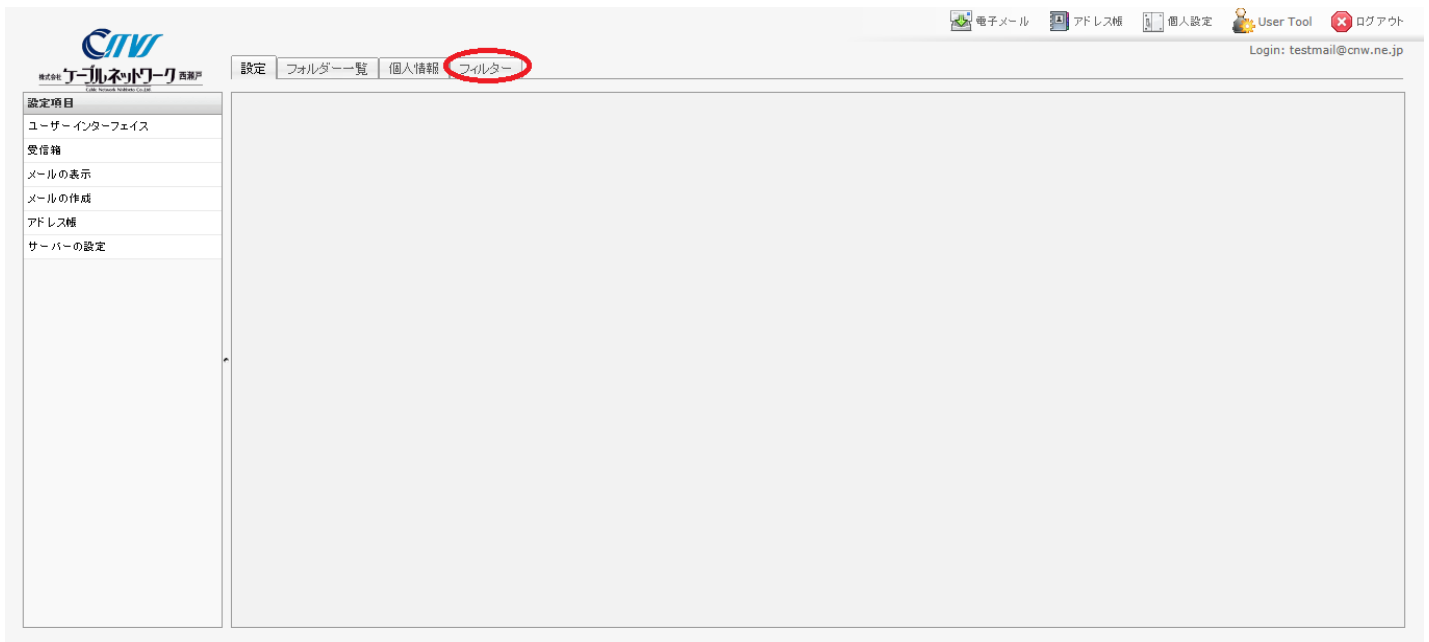 電子メール アドレス帳 個人設定 User Tool ログアウト
Login: testmail@cnw.ne.jp
株式会社 ケーブルネットワーク 西瀬戸
設定 フォルダー一覧 個人情報 フィルター
設定項目
ユーザーインターフェイス
受信箱
メールの表示
メールの作成
アドレス帳
サーバーの設定